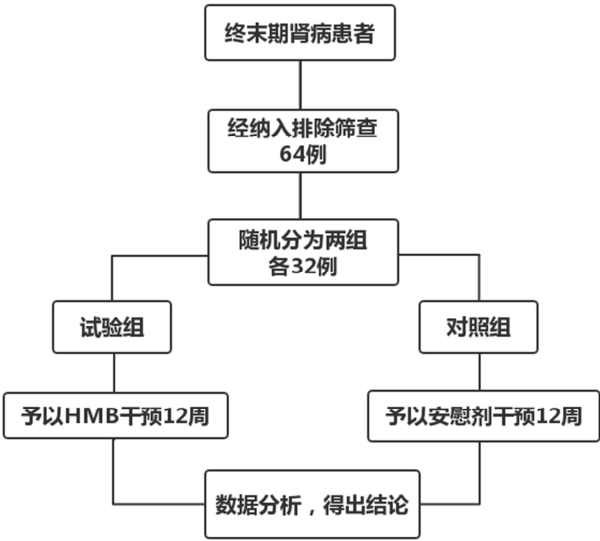 终末期肾病患者
经纳入排除筛查
64例
随机分为两组
各32例
试验组
对照组
予以HMB干预12周
予以安慰剂干预12周
数据分析，得出结论